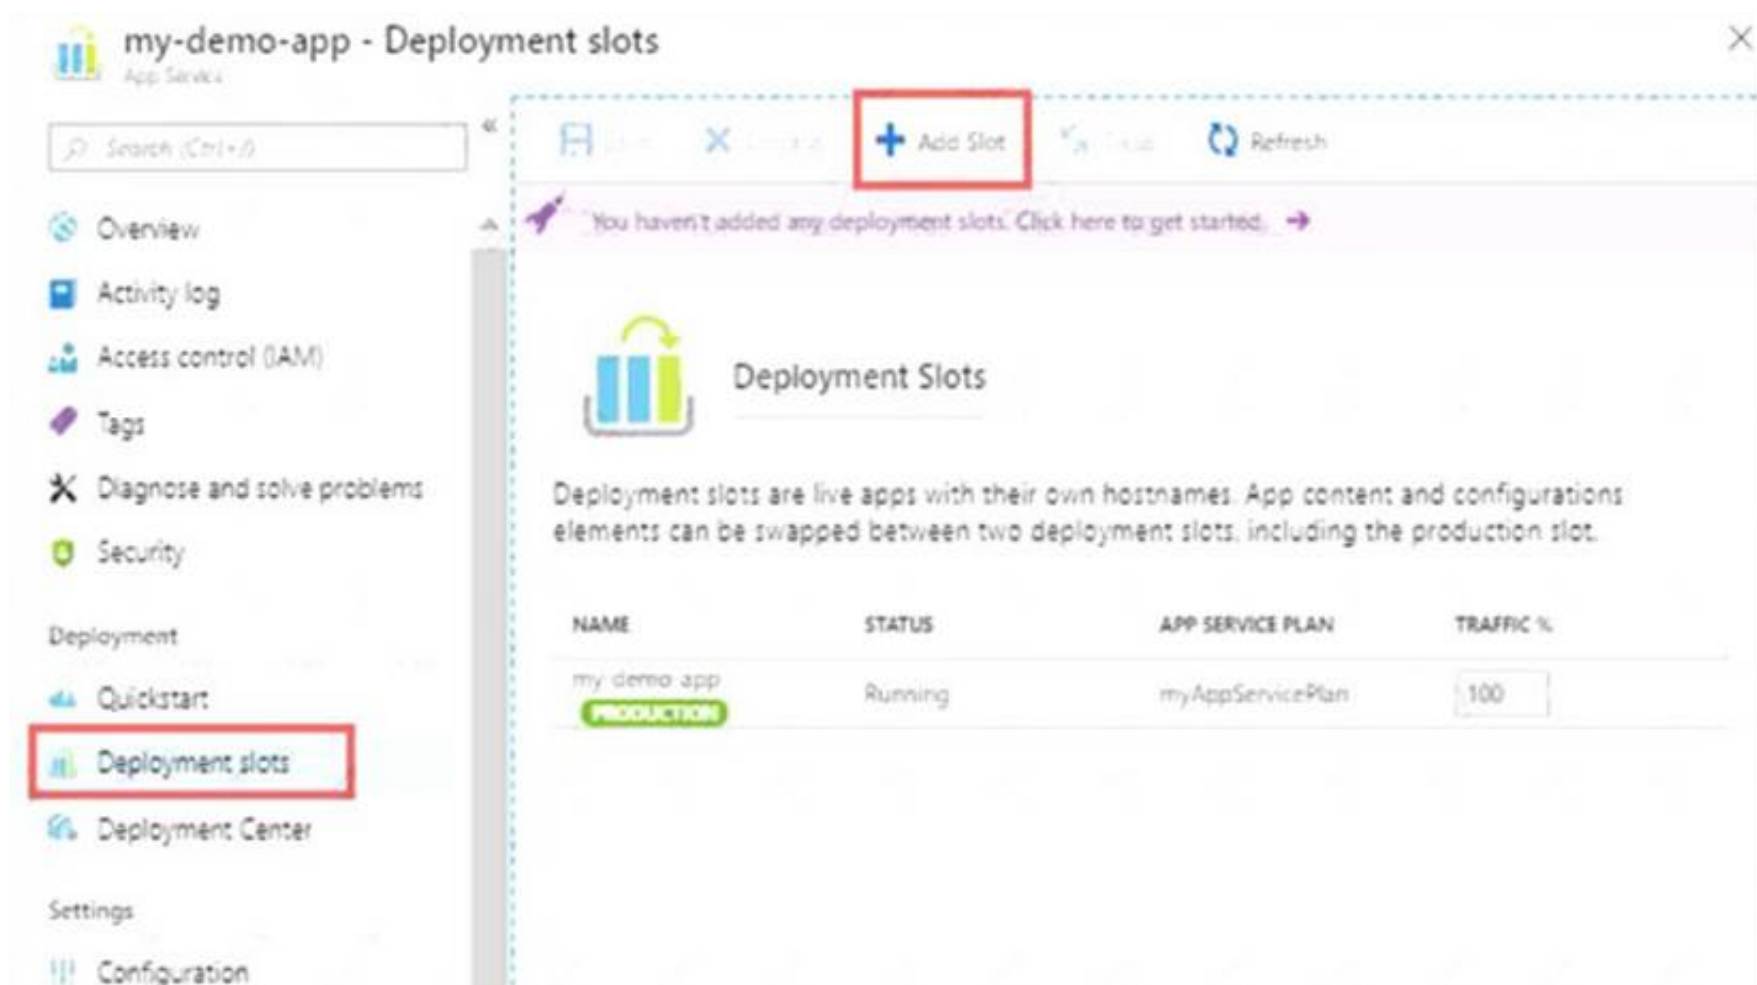 my-demo-app - Deployment slots
App Service
Search (Ctrl+/)
«
Add Slot
Refresh
You haven't added any deployment slots. Click here to get started. →
Overview
Activity log
Access control (IAM)
Tags
Diagnose and solve problems
Security
Deployment
Quickstart
Deployment slots
Deployment Center
Settings
Configuration
Deployment Slots
Deployment slots are live apps with their own hostnames. App content and configurations
elements can be swapped between two deployment slots, including the production slot.
NAME STATUS APP SERVICE PLAN TRAFFIC %
my-demo-app Running myAppServicePlan 100
PRODUCTION